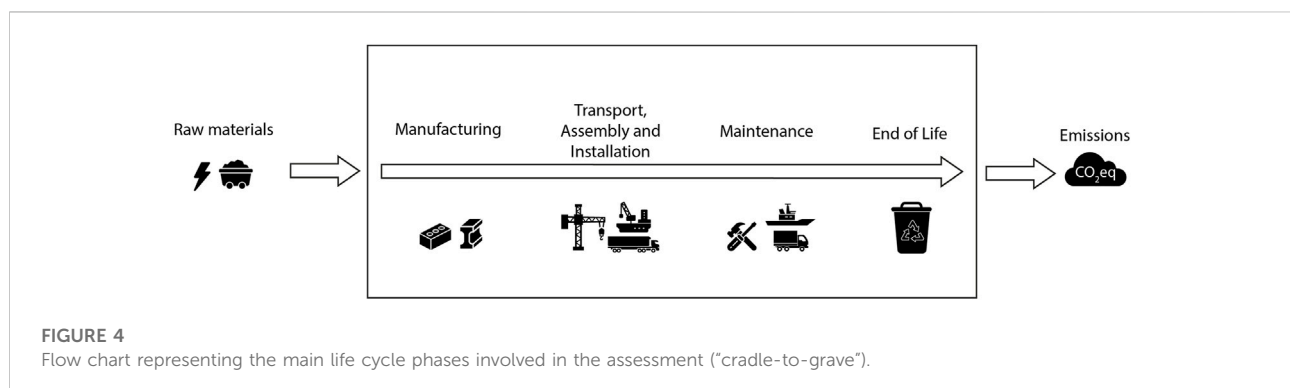 Raw materials
Manufacturing
Transport,
Assembly and
Installation
Maintenance
End of Life
Emissions
CO2eq
FIGURE 4
Flow chart representing the main life cycle phases involved in the assessment (“cradle-to-grave”).